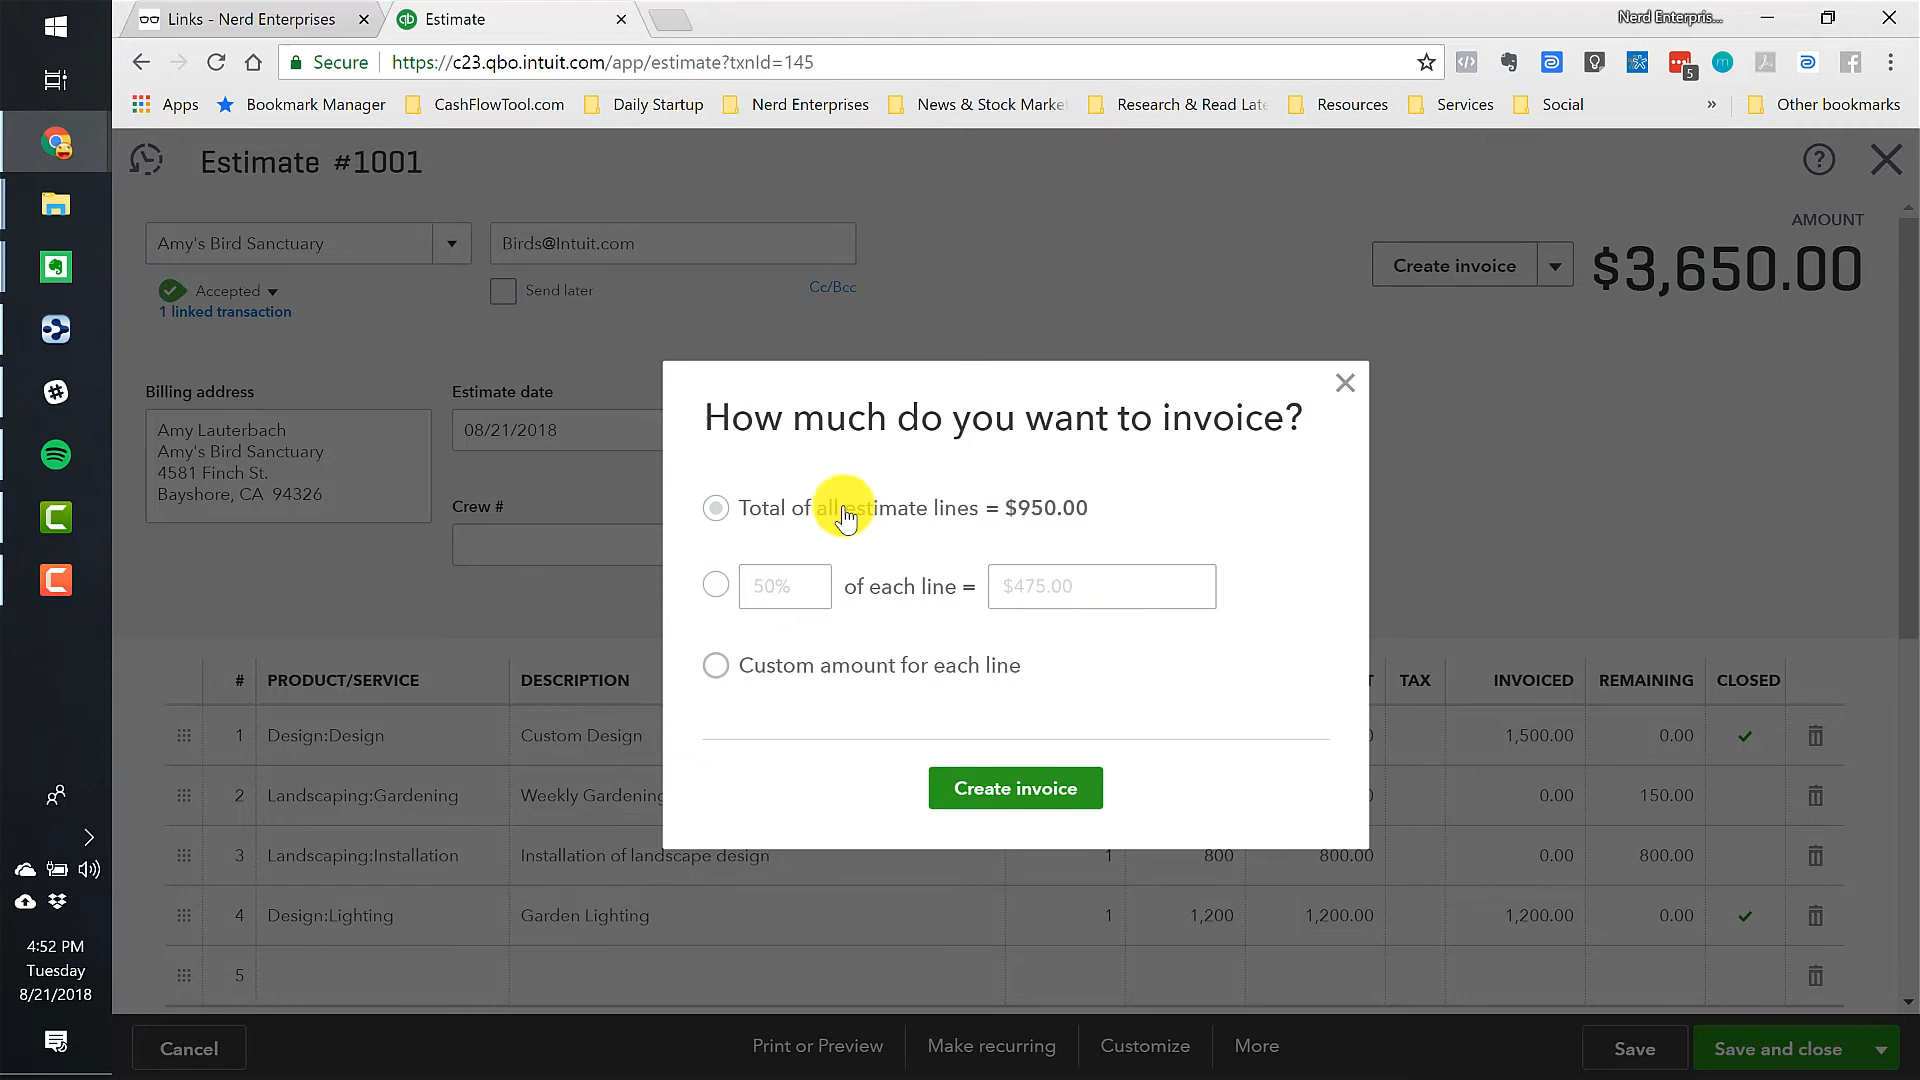 Links - Nerd Enterprises
Estimate
Nerd Enterpris...
Secure
https://c23.qbo.intuit.com/app/estimate?txnId=145
5
Apps
Bookmark Manager
CashFlowTool.com
Daily Startup
Nerd Enterprises
News & Stock Market
Research & Read Late
Resources
Services
Social
»
Other bookmarks
Estimate #1001
AMOUNT
Amy's Bird Sanctuary
Birds@Intuit.com
Create invoice
$3,650.00
Accepted
Send later
Cc/Bcc
1 linked transaction
Billing address
Estimate date
Amy Lauterbach
Amy's Bird Sanctuary
4581 Finch St.
Bayshore, CA 94326
08/21/2018
Crew #
How much do you want to invoice?
Total of all estimate lines = $950.00
50% of each line = $475.00
Custom amount for each line
Create invoice
# PRODUCT/SERVICE DESCRIPTION T TAX INVOICED REMAINING CLOSED
1 Design:Design Custom Design 0 1,500.00 0.00
2 Landscaping:Gardening Weekly Gardening 0 0.00 150.00
3 Landscaping:Installation Installation of landscape design 1 800 800.00 0.00 800.00
4 Design:Lighting Garden Lighting 1 1,200 1,200.00 1,200.00 0.00
5
Cancel
Print or Preview
Make recurring
Customize
More
Save
Save and close
4:52 PM
Tuesday
8/21/2018